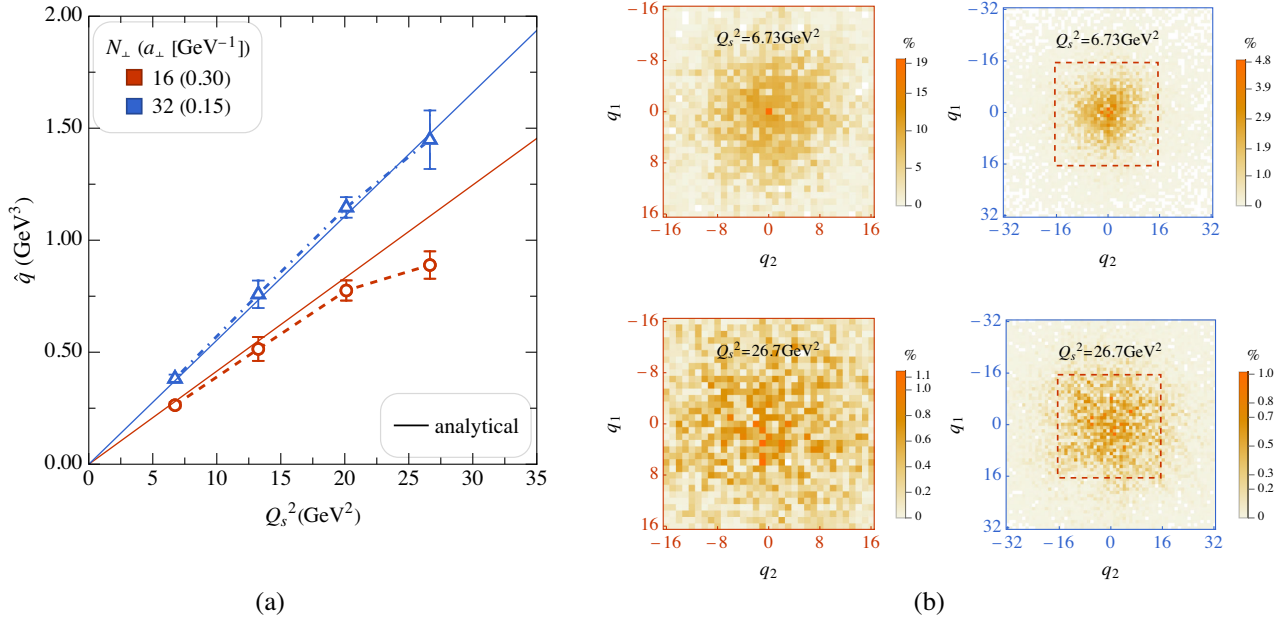 2.00
1.50
1.00
0.50
0.00
q̂ (GeV³)
N⊥ (a⊥ [GeV⁻¹])
16 (0.30)
32 (0.15)
analytical
0 5 10 15 20 25 30 35
Qₛ²(GeV²)
(a)
−16
−8
0
8
16
q₁
Qₛ²=6.73GeV²
−16 −8 0 8 16
q₂
%
19
15
10
5
0
−32
−16
0
16
32
q₁
Qₛ²=6.73GeV²
−32 −16 0 16 32
q₂
%
4.8
3.9
2.9
1.9
1.0
0
−16
−8
0
8
16
q₁
Qₛ²=26.7GeV²
−16 −8 0 8 16
q₂
%
1.1
0.9
0.6
0.4
0.2
0
−32
−16
0
16
32
q₁
Qₛ²=26.7GeV²
−32 −16 0 16 32
q₂
%
1.0
0.8
0.7
0.5
0.3
0.2
0
(b)